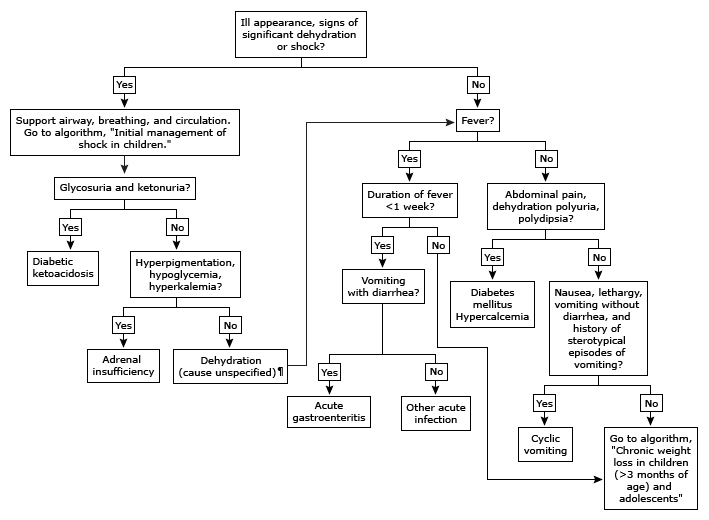 Ill appearance, signs of
significant dehydration
or shock?
Yes
No
Support airway, breathing, and circulation.
Go to algorithm, "Initial management of
shock in children."
Fever?
Glycosuria and ketonuria?
Yes
No
Diabetic
ketoacidosis
Hyperpigmentation,
hypoglycemia,
hyperkalemia?
Yes
No
Adrenal
insufficiency
Dehydration
(cause unspecified)¶
Yes
No
Duration of fever
<1 week?
Abdominal pain,
dehydration polyuria,
polydipsia?
Yes
No
Vomiting
with diarrhea?
Yes
No
Acute
gastroenteritis
Other acute
infection
Yes
No
Diabetes
mellitus
Hypercalcemia
Nausea, lethargy,
vomiting without
diarrhea, and
history of
sterotypical
episodes of
vomiting?
Yes
No
Cyclic
vomiting
Go to algorithm,
"Chronic weight
loss in children
(>3 months of
age) and
adolescents"